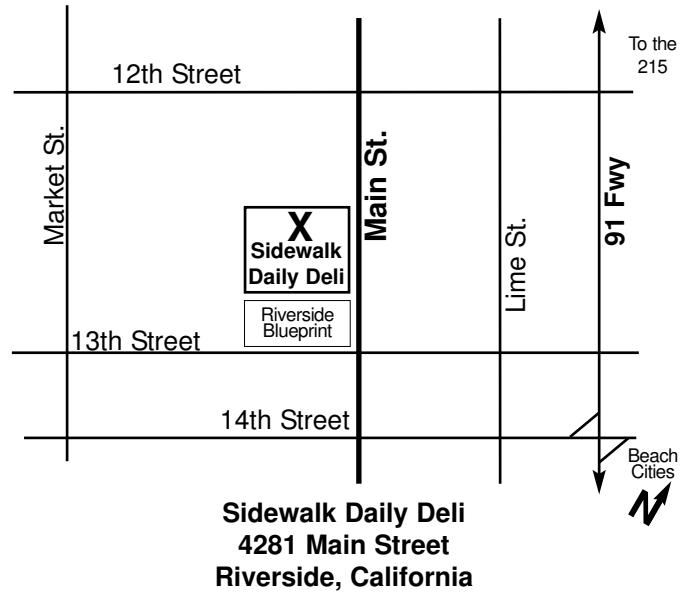 To the
215
12th Street
Market St.
Main St.
91 Fwy
X
Sidewalk
Daily Deli
Lime St.
Riverside
Blueprint
13th Street
14th Street
Beach
Cities
N
Sidewalk Daily Deli
4281 Main Street
Riverside, California